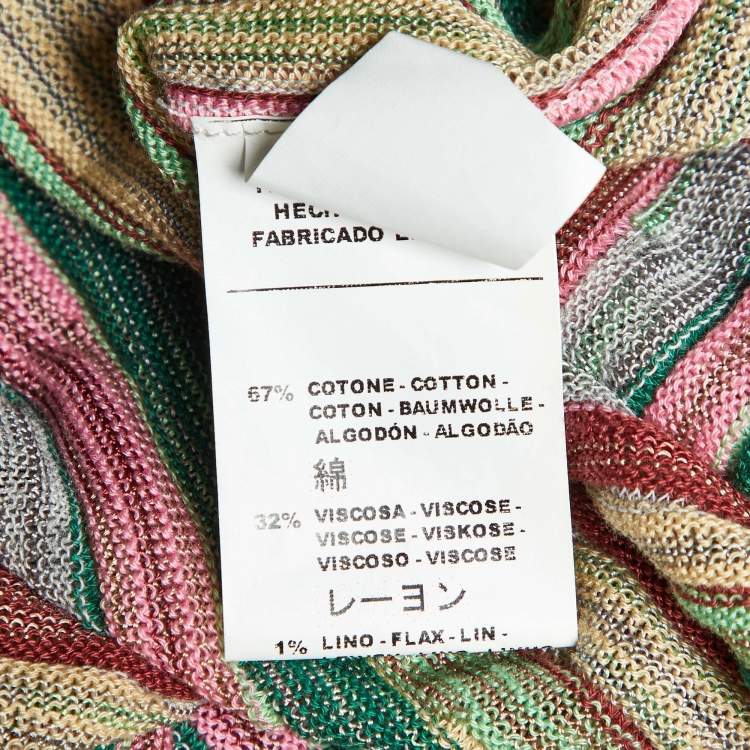 HECH
FABRICADO E
67% COTONE - COTTON -
COTON - BAUMWOLLE -
ALGODÓN - ALGODÃO
綿
32% VISCOSA - VISCOSE -
VISCOSE - VISKOSE -
VISCOSO - VISCOSE
レーヨン
1% LINO - FLAX - LIN -